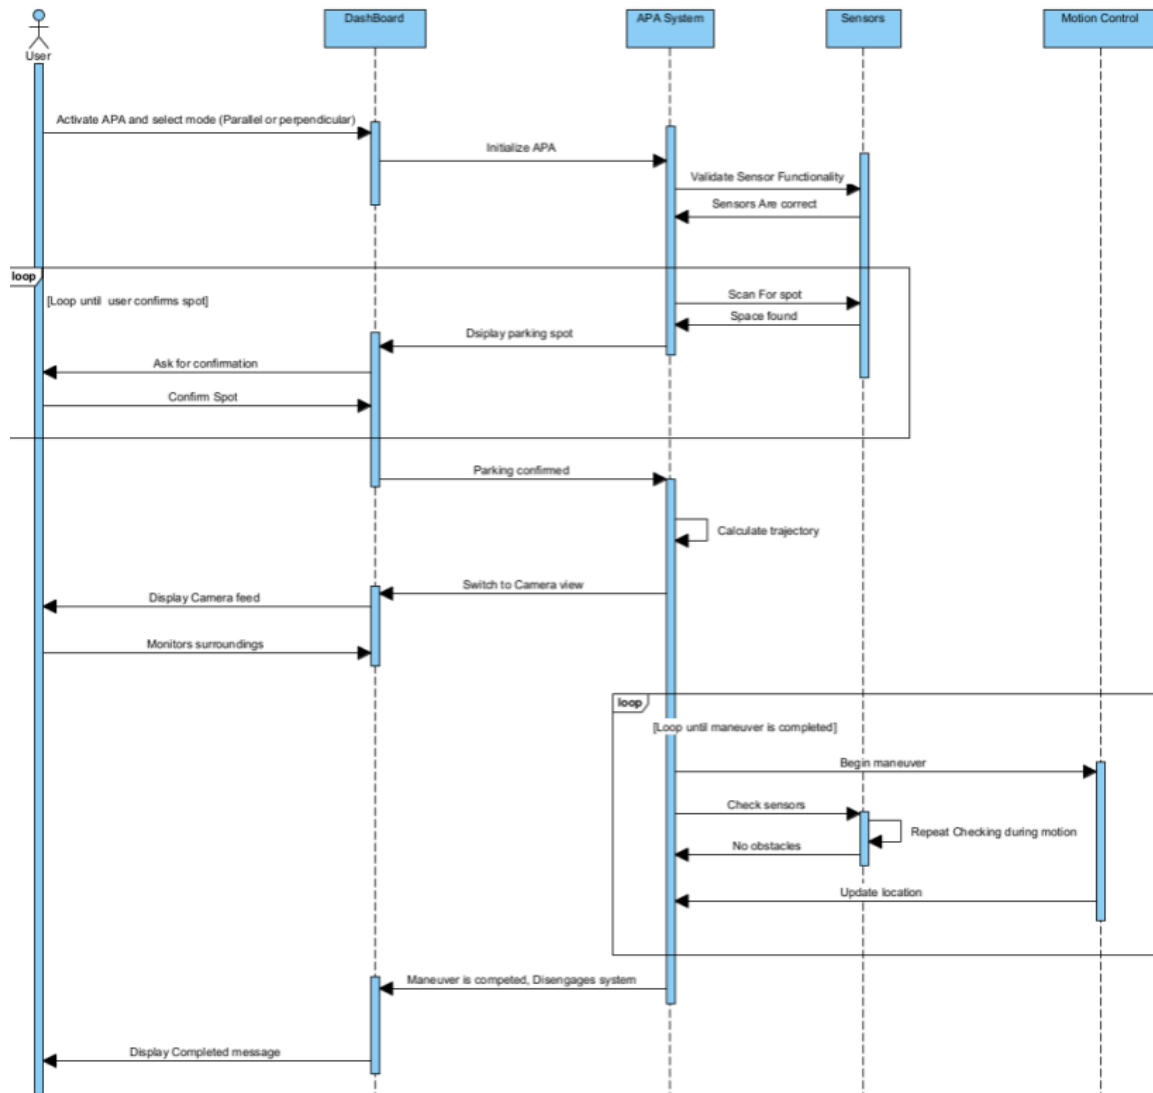 DashBoard
APA System
Sensors
Motion Control
User
Activate APA and select mode (Parallel or perpendicular)
Initialize APA
Validate Sensor Functionality
Sensors Are correct
loop
[Loop until user confirms spot]
Scan For spot
Space found
Dsiplay parking spot
Ask for confirmation
Confirm Spot
Parking confirmed
Calculate trajectory
Switch to Camera view
Display Camera feed
Monitors surroundings
loop
[Loop until maneuver is completed]
Begin maneuver
Check sensors
Repeat Checking during motion
No obstacles
Update location
Maneuver is competed, Disengages system
Display Completed message